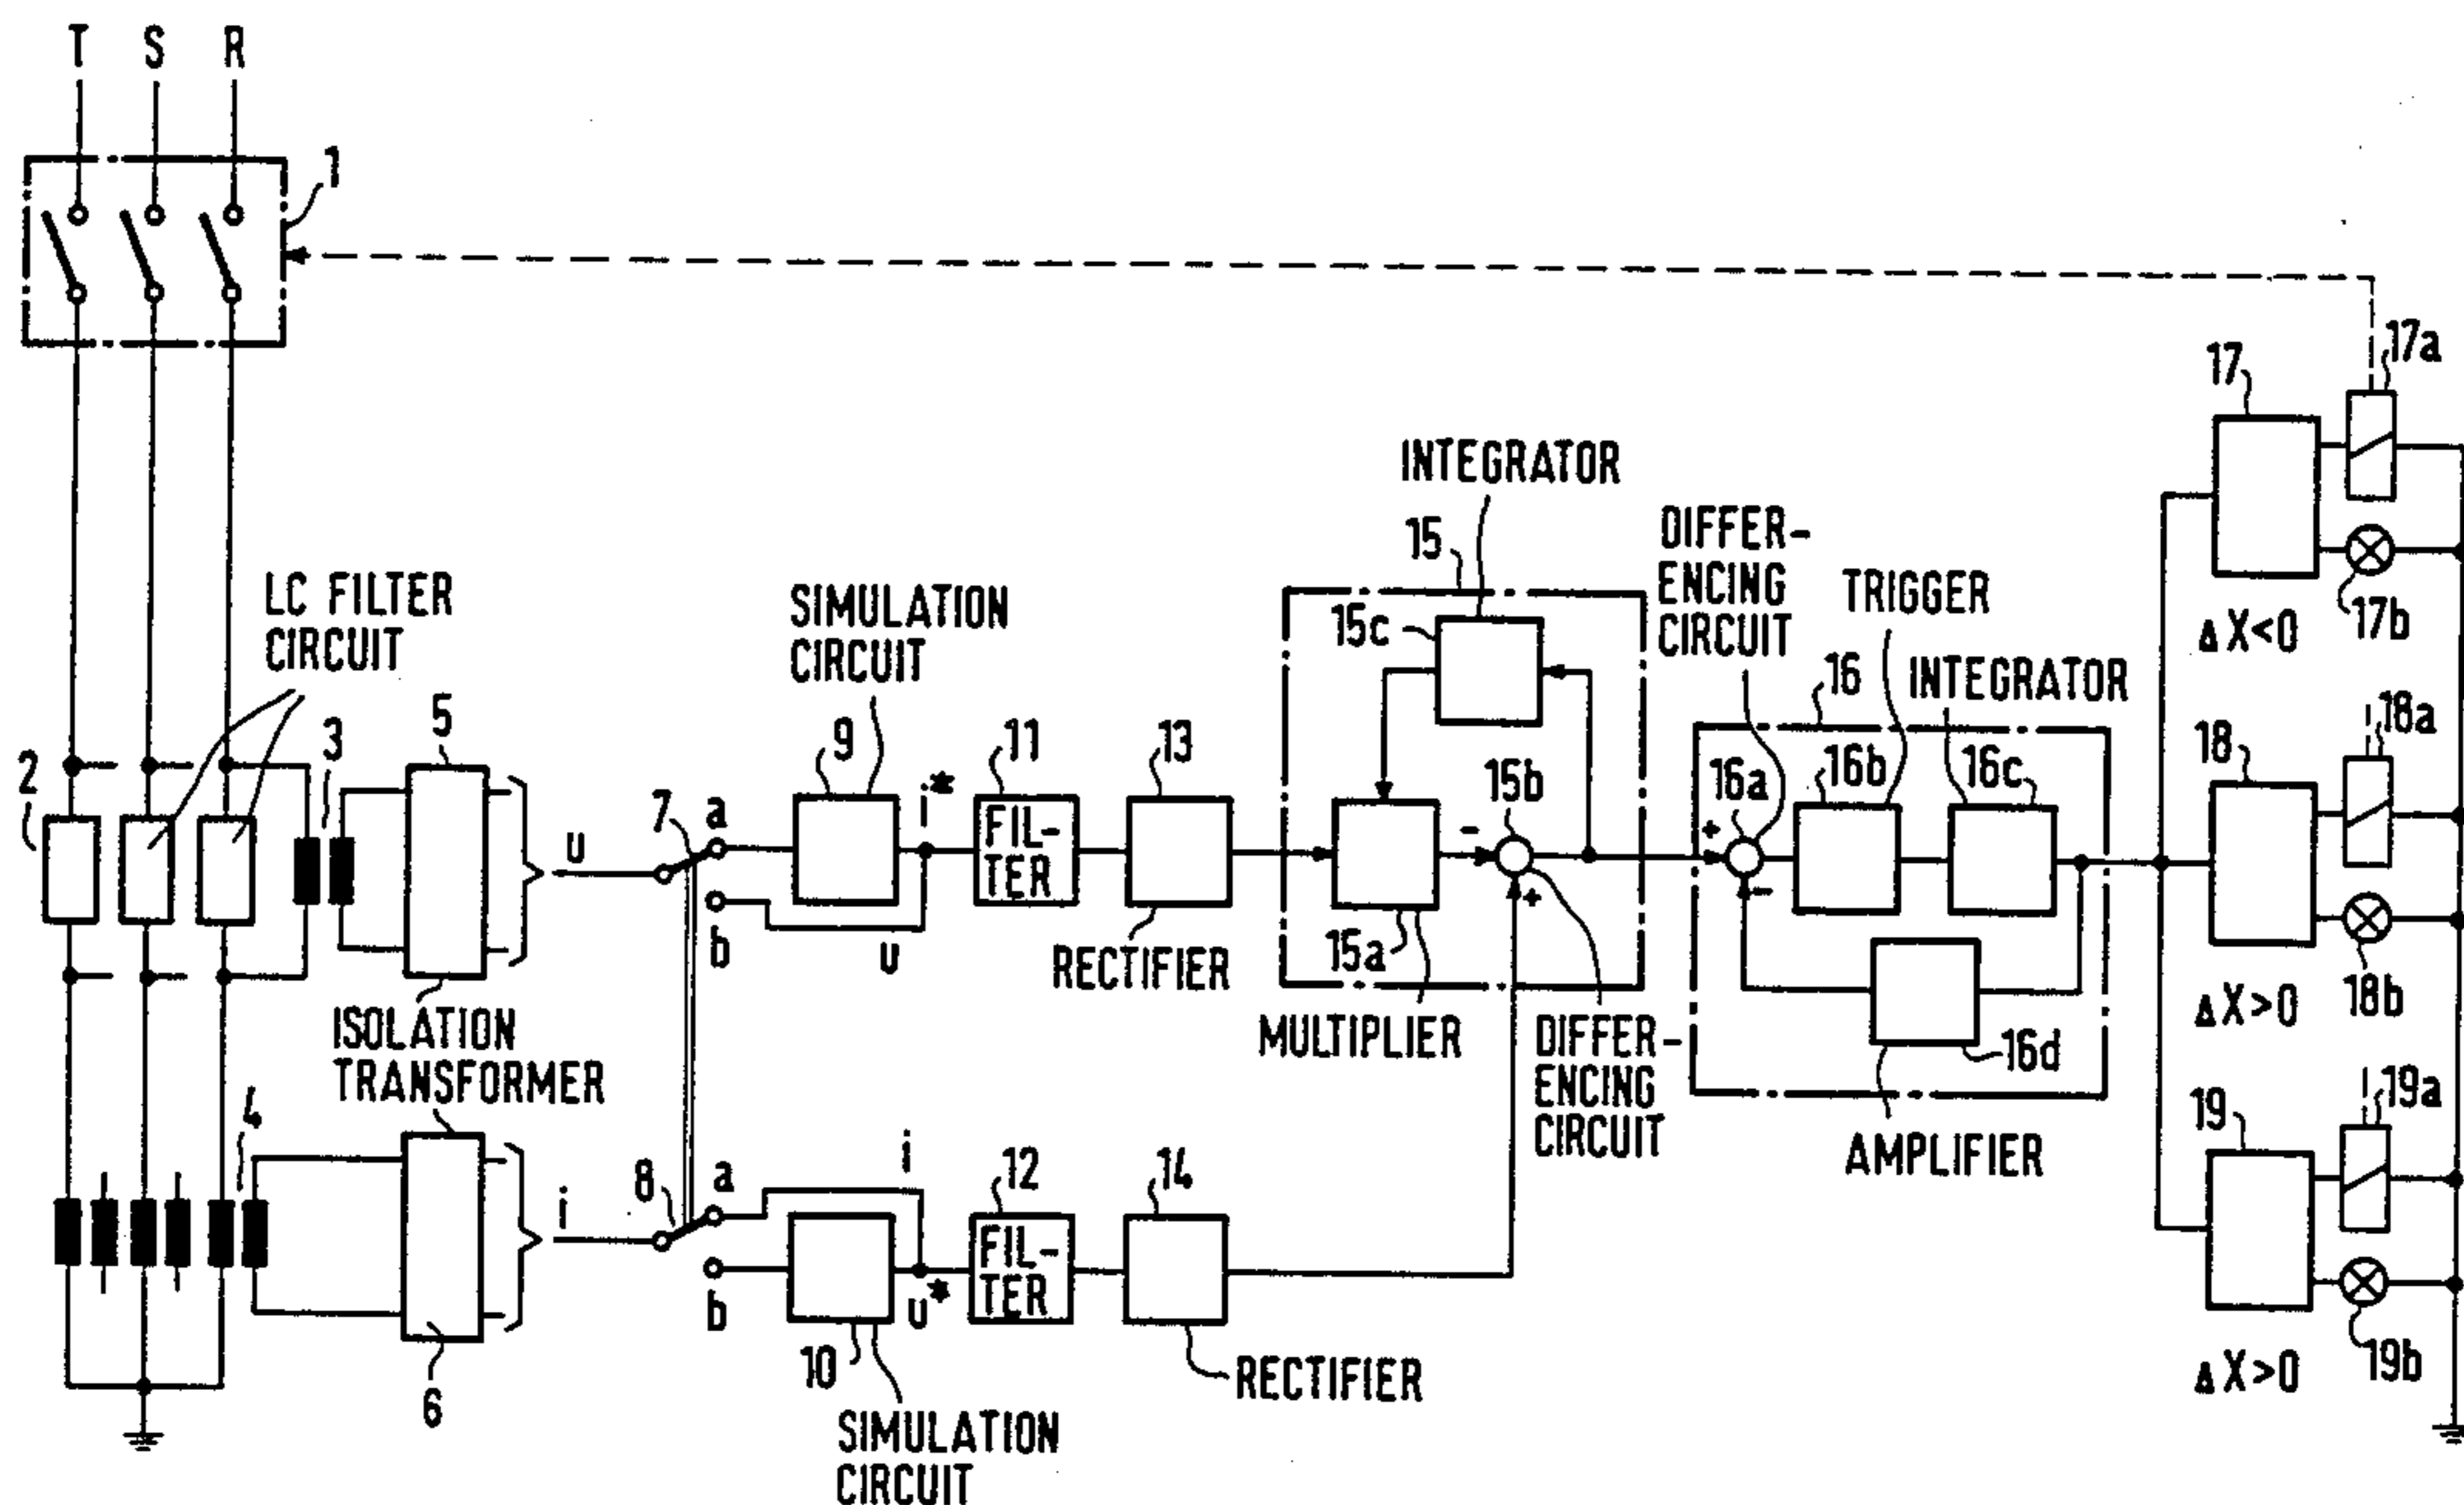 T S R
1
17a
17
INTEGRATOR
DIFFER-
ENCING
CIRCUIT
15
TRIGGER
LC FILTER
CIRCUIT
SIMULATION
CIRCUIT
15c
17b
ΔX<0
16
INTEGRATOR
5
3
2
9
i*
11
13
15b
16a
16b
16c
18
18a
7
a
u
FIL-
TER
-
+
+
-
b
u
RECTIFIER
15a
18b
ΔX>0
ISOLATION
TRANSFORMER
MULTIPLIER
DIFFER-
ENCING
CIRCUIT
16d
4
AMPLIFIER
19
19a
8
a
i
12
14
i
FIL-
TER
b
u*
10
6
RECTIFIER
19b
ΔX>0
SIMULATION
CIRCUIT